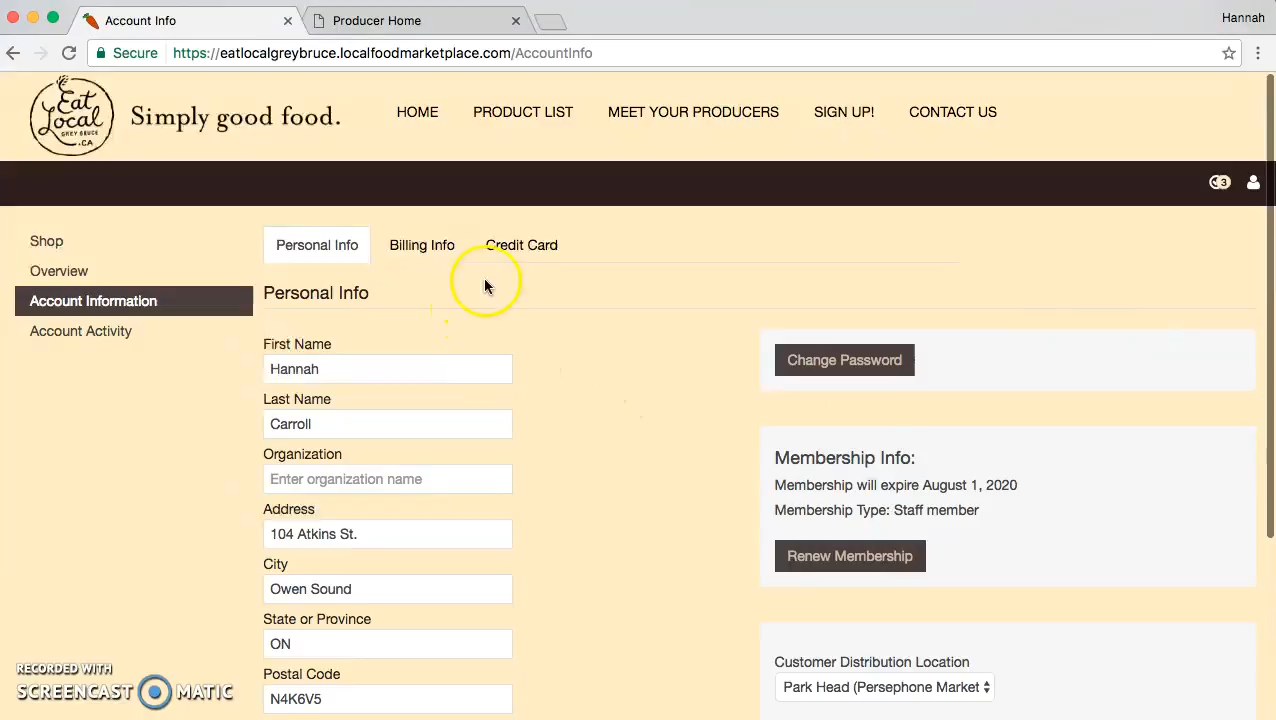 Account Info
Producer Home
Hannah
Secure
https://eatlocalgreybruce.localfoodmarketplace.com/AccountInfo
Eat
Local
GREY BRUCE
.CA
Simply good food.
HOME
PRODUCT LIST
MEET YOUR PRODUCERS
SIGN UP!
CONTACT US
3
Shop
Overview
Account Information
Account Activity
Personal Info
Billing Info
Credit Card
Personal Info
First Name
Hannah
Last Name
Carroll
Organization
Enter organization name
Address
104 Atkins St.
City
Owen Sound
State or Province
ON
Postal Code
N4K6V5
Change Password
Membership Info:
Membership will expire August 1, 2020
Membership Type: Staff member
Renew Membership
Customer Distribution Location
Park Head (Persephone Market
RECORDED WITH
SCREENCAST MATIC